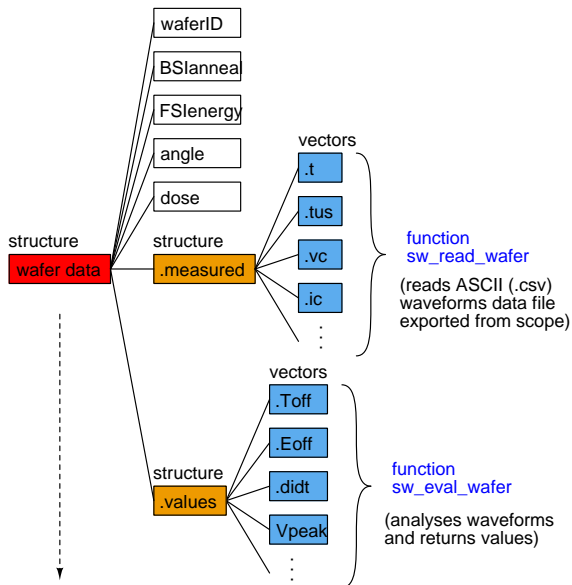 waferID
BSIanneal
FSIenergy
angle
dose
structure
wafer data
structure
.measured
vectors
.t
.tus
.vc
.ic
function
sw_read_wafer
(reads ASCII (.csv)
waveforms data file
exported from scope)
structure
.values
vectors
.Toff
.Eoff
.didt
Vpeak
function
sw_eval_wafer
(analyses waveforms
and returns values)